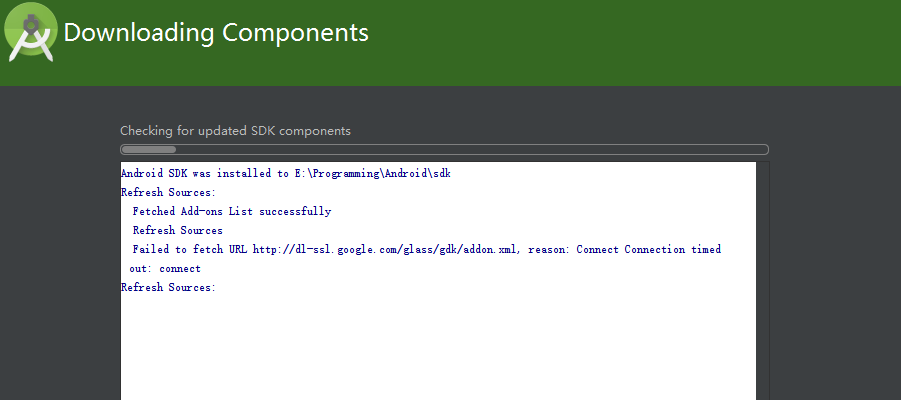 Downloading Components
Checking for updated SDK components
Android SDK was installed to E:\Programming\Android\sdk
Refresh Sources:
Fetched Add-ons List successfully
Refresh Sources
Failed to fetch URL http://dl-ssl.google.com/glass/gdk/addon.xml, reason: Connect Connection timed
out: connect
Refresh Sources: